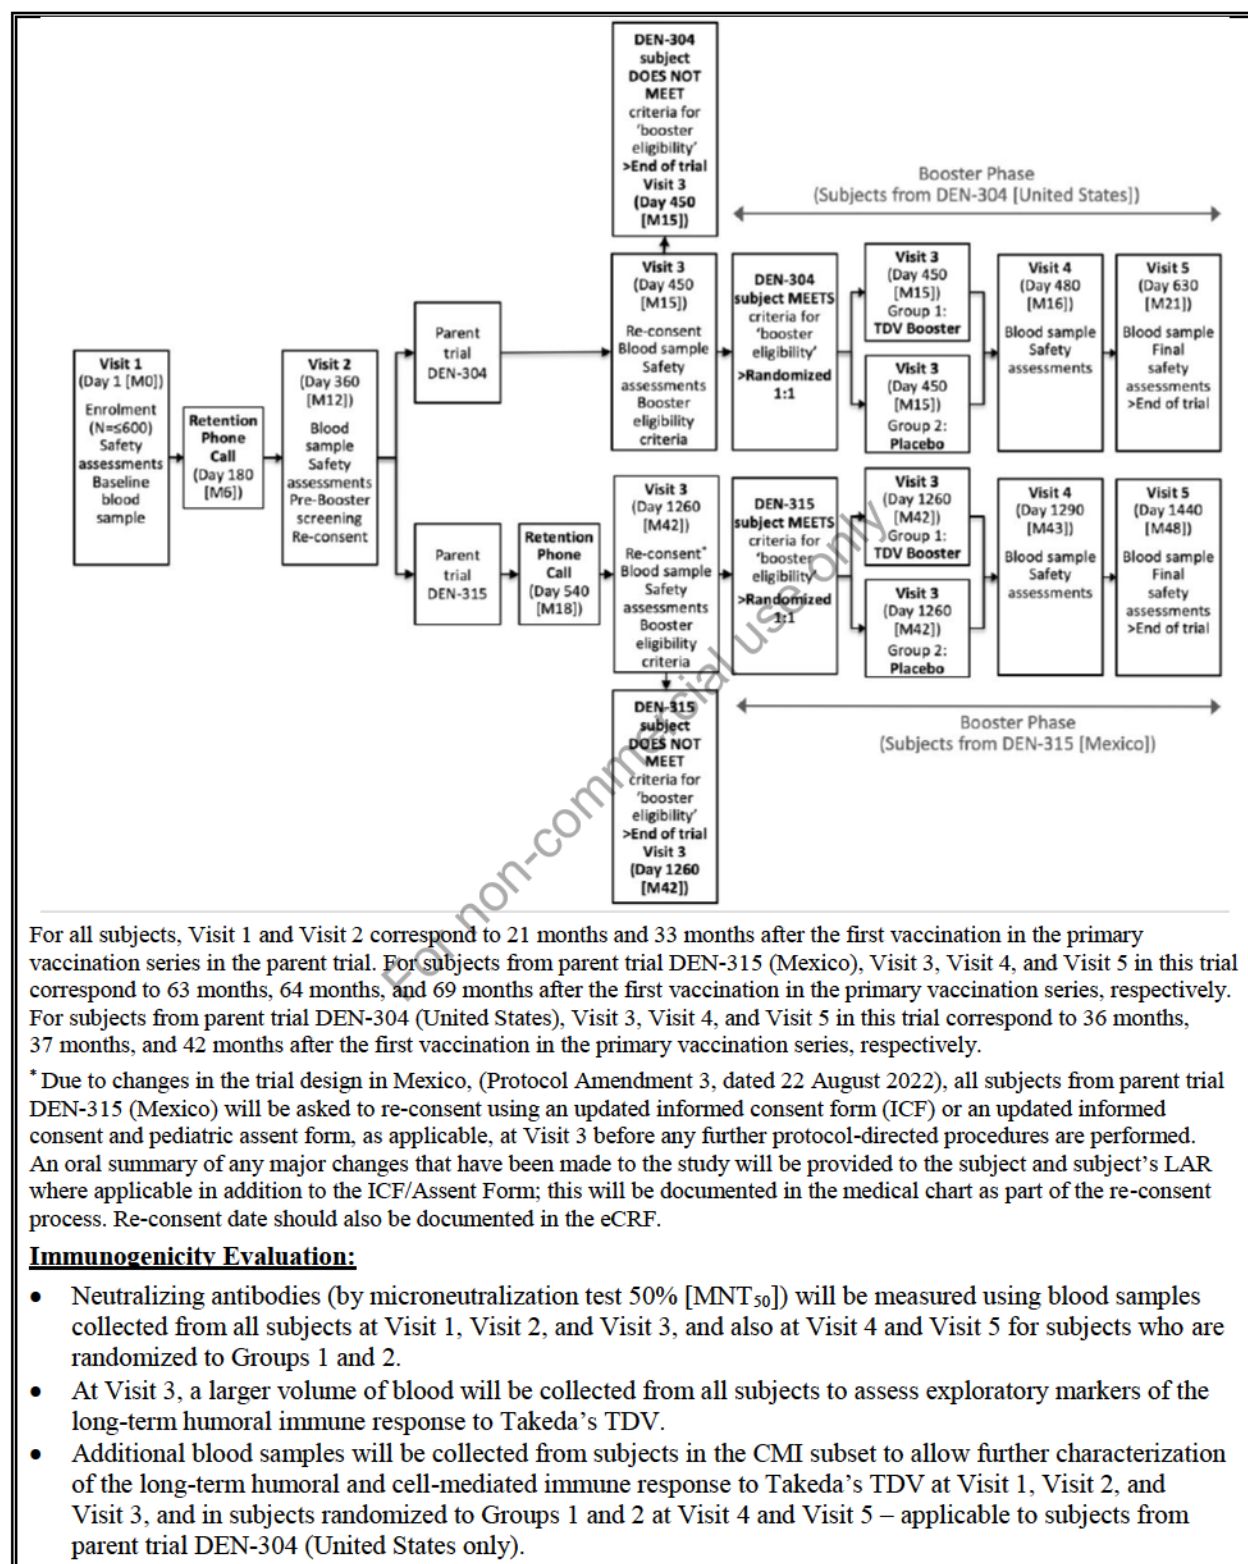 DEN-304
subject
DOES NOT
MEET
criteria for
'booster
eligibility'
>End of trial
Visit 3
(Day 450
[M15])
Booster Phase
(Subjects from DEN-304 [United States])
Visit 1
(Day 1 [M0])
Enrolment
(N=≤600)
Safety
assessments
Baseline
blood
sample
Retention
Phone
Call
(Day 180
[M6])
Visit 2
(Day 360
[M12])
Blood
sample
Safety
assessments
Pre-Booster
screening
Re-consent
Parent
trial
DEN-304
Visit 3
(Day 450
[M15])
Re-consent
Blood sample
Safety
assessments
Booster
eligibility
criteria
DEN-304
subject MEETS
criteria for
'booster
eligibility'
>Randomized
1:1
Visit 3
(Day 450
[M15])
Group 1:
TDV Booster
Visit 3
(Day 450
[M15])
Group 2:
Placebo
Visit 4
(Day 480
[M16])
Blood sample
Safety
assessments
Visit 5
(Day 630
[M21])
Blood sample
Final
safety
assessments
>End of trial
Parent
trial
DEN-315
Retention
Phone
Call
(Day 540
[M18])
Visit 3
(Day 1260
[M42])
Re-consent*
Blood sample
Safety
assessments
Booster
eligibility
criteria
DEN-315
subject MEETS
criteria for
'booster
eligibility'
>Randomized
1:1
Visit 3
(Day 1260
[M42])
Group 1:
TDV Booster
Visit 3
(Day 1260
[M42])
Group 2:
Placebo
Visit 4
(Day 1290
[M43])
Blood sample
Safety
assessments
Visit 5
(Day 1440
[M48])
Blood sample
Final
safety
assessments
>End of trial
DEN-315
subject
DOES NOT
MEET
criteria for
'booster
eligibility'
>End of trial
Visit 3
(Day 1260
[M42])
Booster Phase
(Subjects from DEN-315 [Mexico])
For non-commercial use only
For all subjects, Visit 1 and Visit 2 correspond to 21 months and 33 months after the first vaccination in the primary
vaccination series in the parent trial. For subjects from parent trial DEN-315 (Mexico), Visit 3, Visit 4, and Visit 5 in this trial
correspond to 63 months, 64 months, and 69 months after the first vaccination in the primary vaccination series, respectively.
For subjects from parent trial DEN-304 (United States), Visit 3, Visit 4, and Visit 5 in this trial correspond to 36 months,
37 months, and 42 months after the first vaccination in the primary vaccination series, respectively.
* Due to changes in the trial design in Mexico, (Protocol Amendment 3, dated 22 August 2022), all subjects from parent trial
DEN-315 (Mexico) will be asked to re-consent using an updated informed consent form (ICF) or an updated informed
consent and pediatric assent form, as applicable, at Visit 3 before any further protocol-directed procedures are performed.
An oral summary of any major changes that have been made to the study will be provided to the subject and subject's LAR
where applicable in addition to the ICF/Assent Form; this will be documented in the medical chart as part of the re-consent
process. Re-consent date should also be documented in the eCRF.
Immunogenicity Evaluation:
• Neutralizing antibodies (by microneutralization test 50% [MNT50]) will be measured using blood samples
collected from all subjects at Visit 1, Visit 2, and Visit 3, and also at Visit 4 and Visit 5 for subjects who are
randomized to Groups 1 and 2.
• At Visit 3, a larger volume of blood will be collected from all subjects to assess exploratory markers of the
long-term humoral immune response to Takeda's TDV.
• Additional blood samples will be collected from subjects in the CMI subset to allow further characterization
of the long-term humoral and cell-mediated immune response to Takeda's TDV at Visit 1, Visit 2, and
Visit 3, and in subjects randomized to Groups 1 and 2 at Visit 4 and Visit 5 – applicable to subjects from
parent trial DEN-304 (United States only).